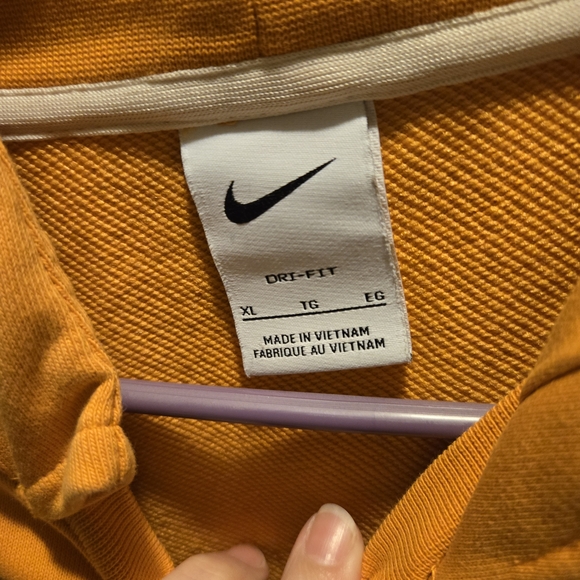 DRI-FIT
XL TG EG
MADE IN VIETNAM
FABRIQUE AU VIETNAM